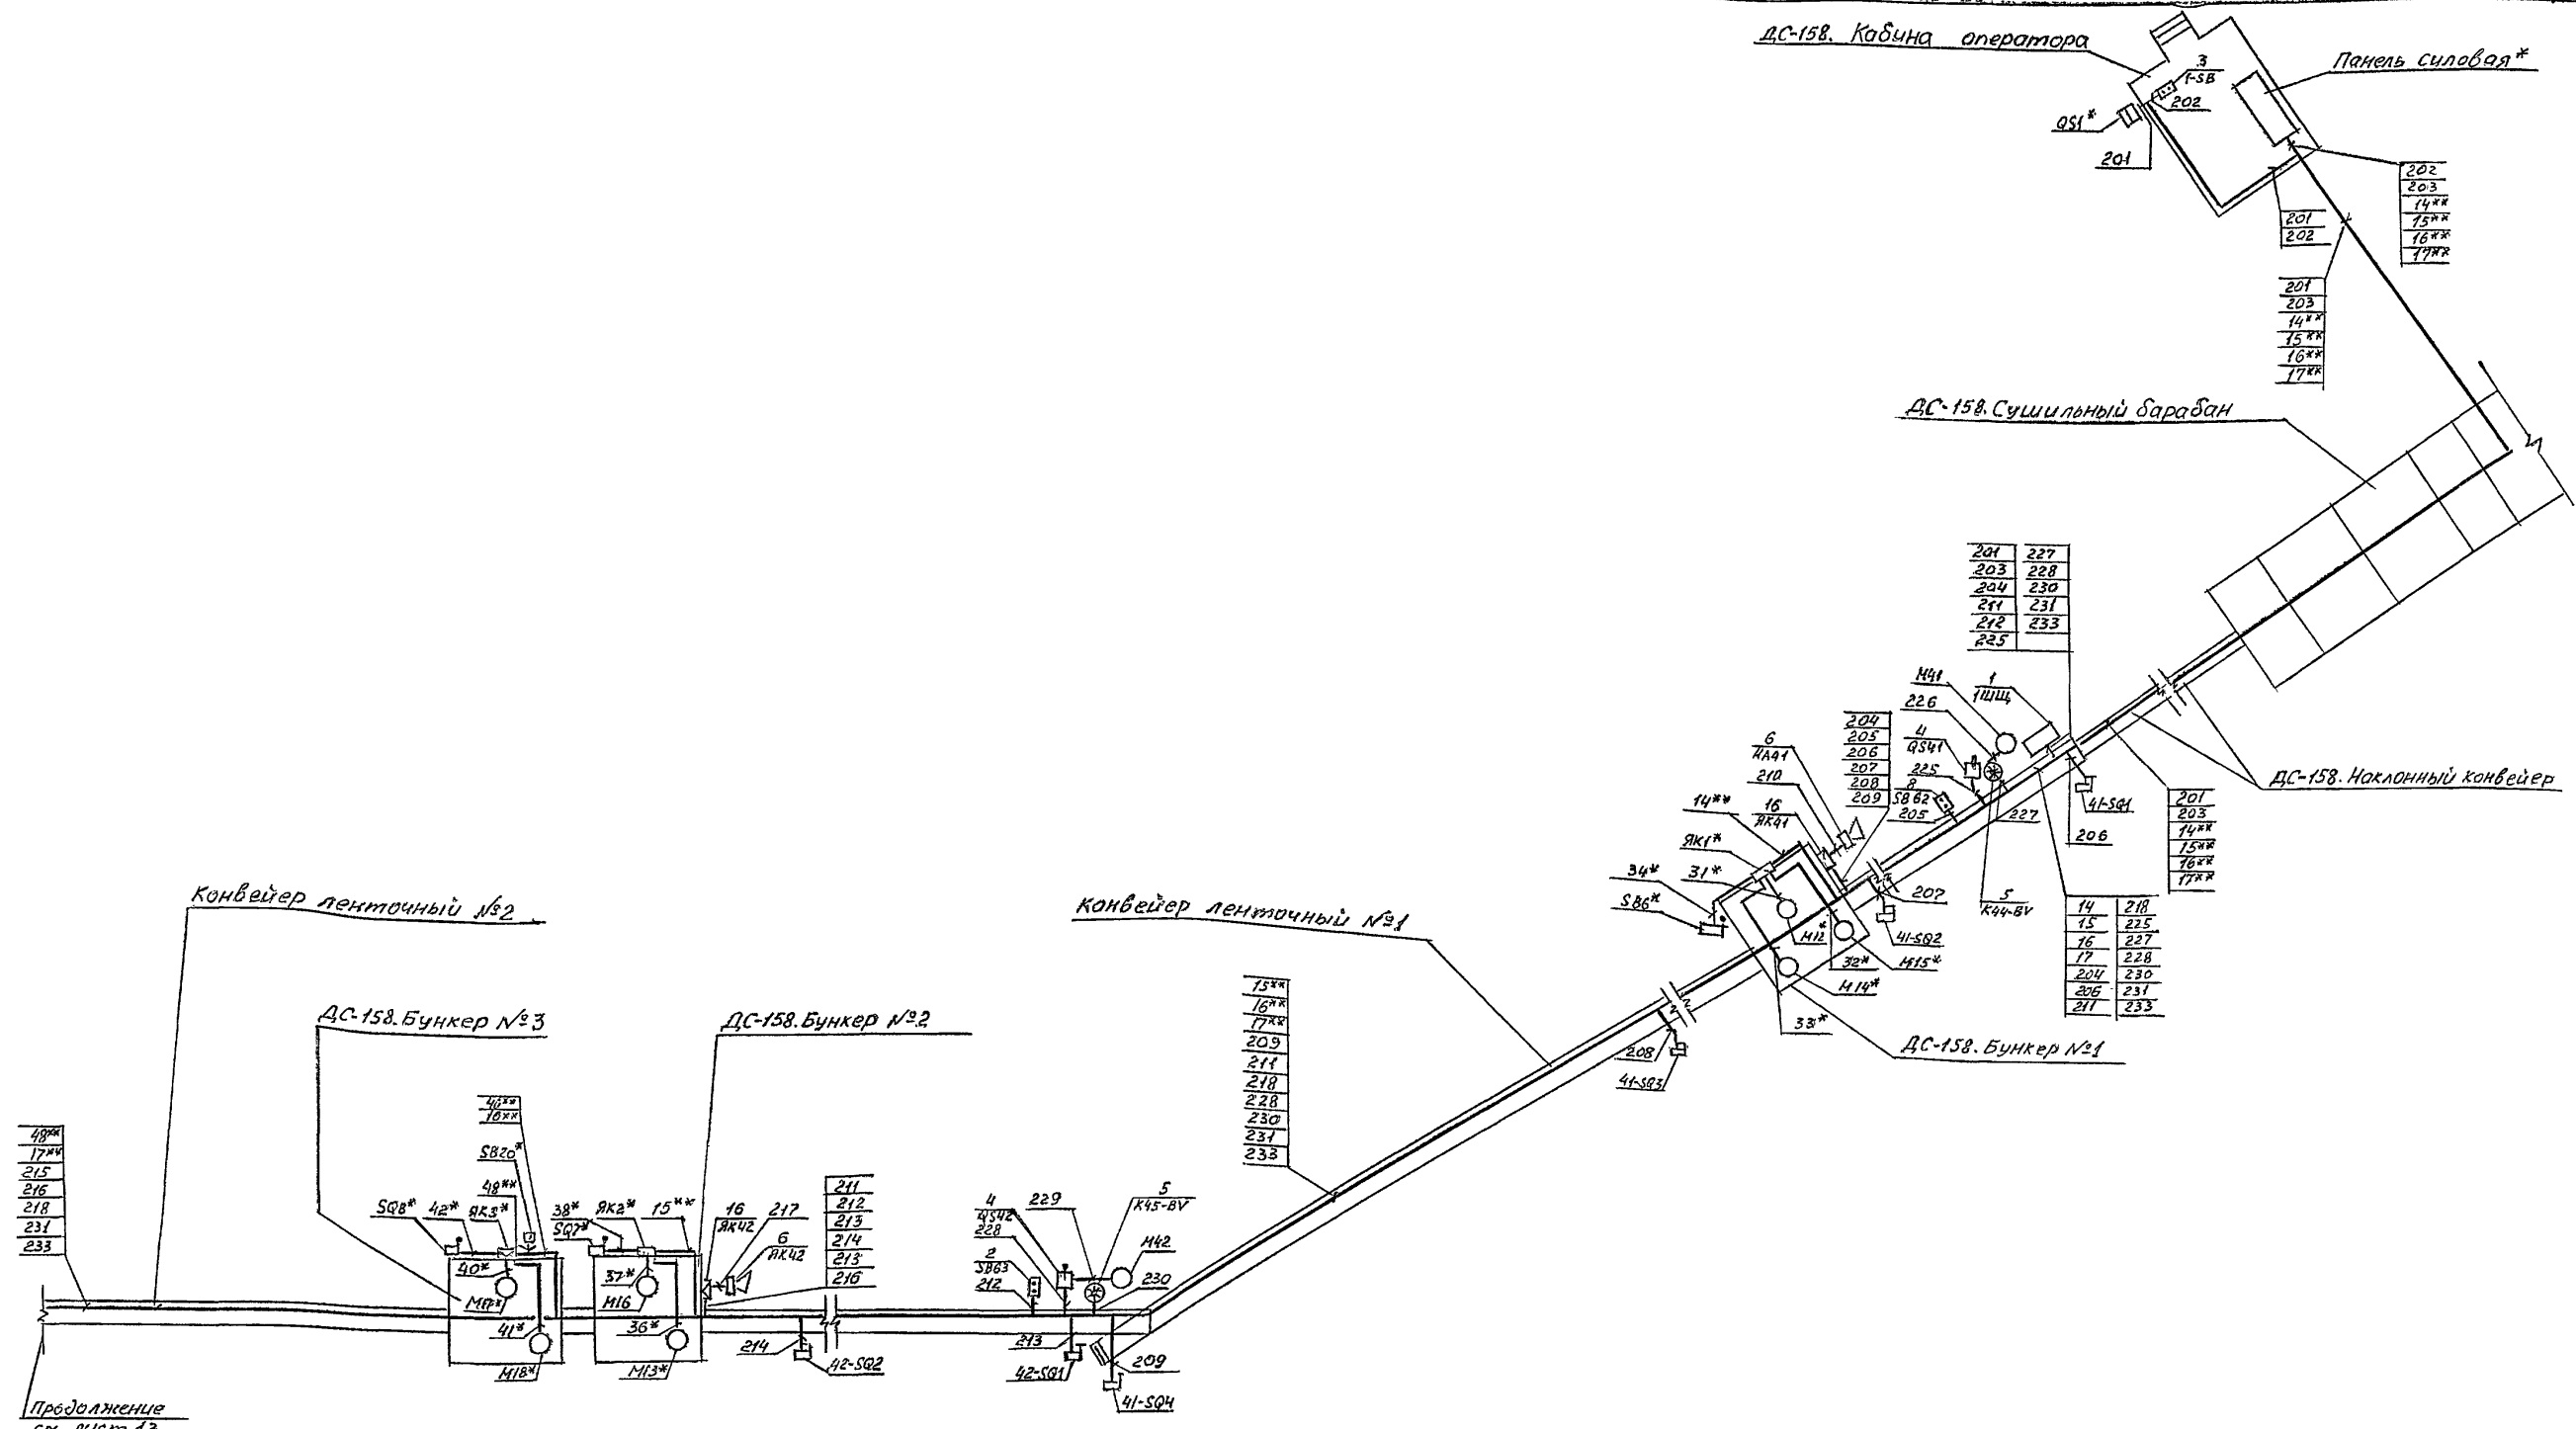 ДС-158. Кабина оператора
Панель силовая*
3
1-SB
202
QS1*
201
201
202
202
203
14**
15**
16**
17**
201
203
14**
15**
16**
17**
ДС-158. Сушильный барабан
201
203
204
211
212
225
227
228
230
231
233
М41
1
1ШЩ
226
4
QS41
225
8
SB62
205
227
5
К44-BV
41-SQ1
206
ДС-158. Наклонный конвейер
201
203
14**
15**
16**
17**
14
15
16
17
204
206
211
218
225
227
228
230
231
233
204
205
206
207
208
209
6
НА41
210
16
ЯК41
14**
ЯК1*
31*
34*
SB6*
М12*
32*
М15*
М14*
33*
207
41-SQ2
208
41-SQ3
ДС-158. Бункер №1
Конвейер ленточный №1
15**
16**
17**
209
211
218
228
230
231
233
Конвейер ленточный №2
ДС-158. Бункер №3
ДС-158. Бункер №2
48**
17**
215
216
218
231
233
16**
SB20*
48**
SQ8*
42*
ЯК3*
40*
М17*
41*
М18*
38*
SQ7*
ЯК2*
15**
37*
М16
36*
М13*
16
ЯК42
217
6
ЯК42
211
212
213
214
213
216
214
42-SQ2
4
QS42
228
229
5
К45-BV
2
SB63
212
М42
230
213
42-SQ1
209
41-SQ4
Продолжение
см. лист 13